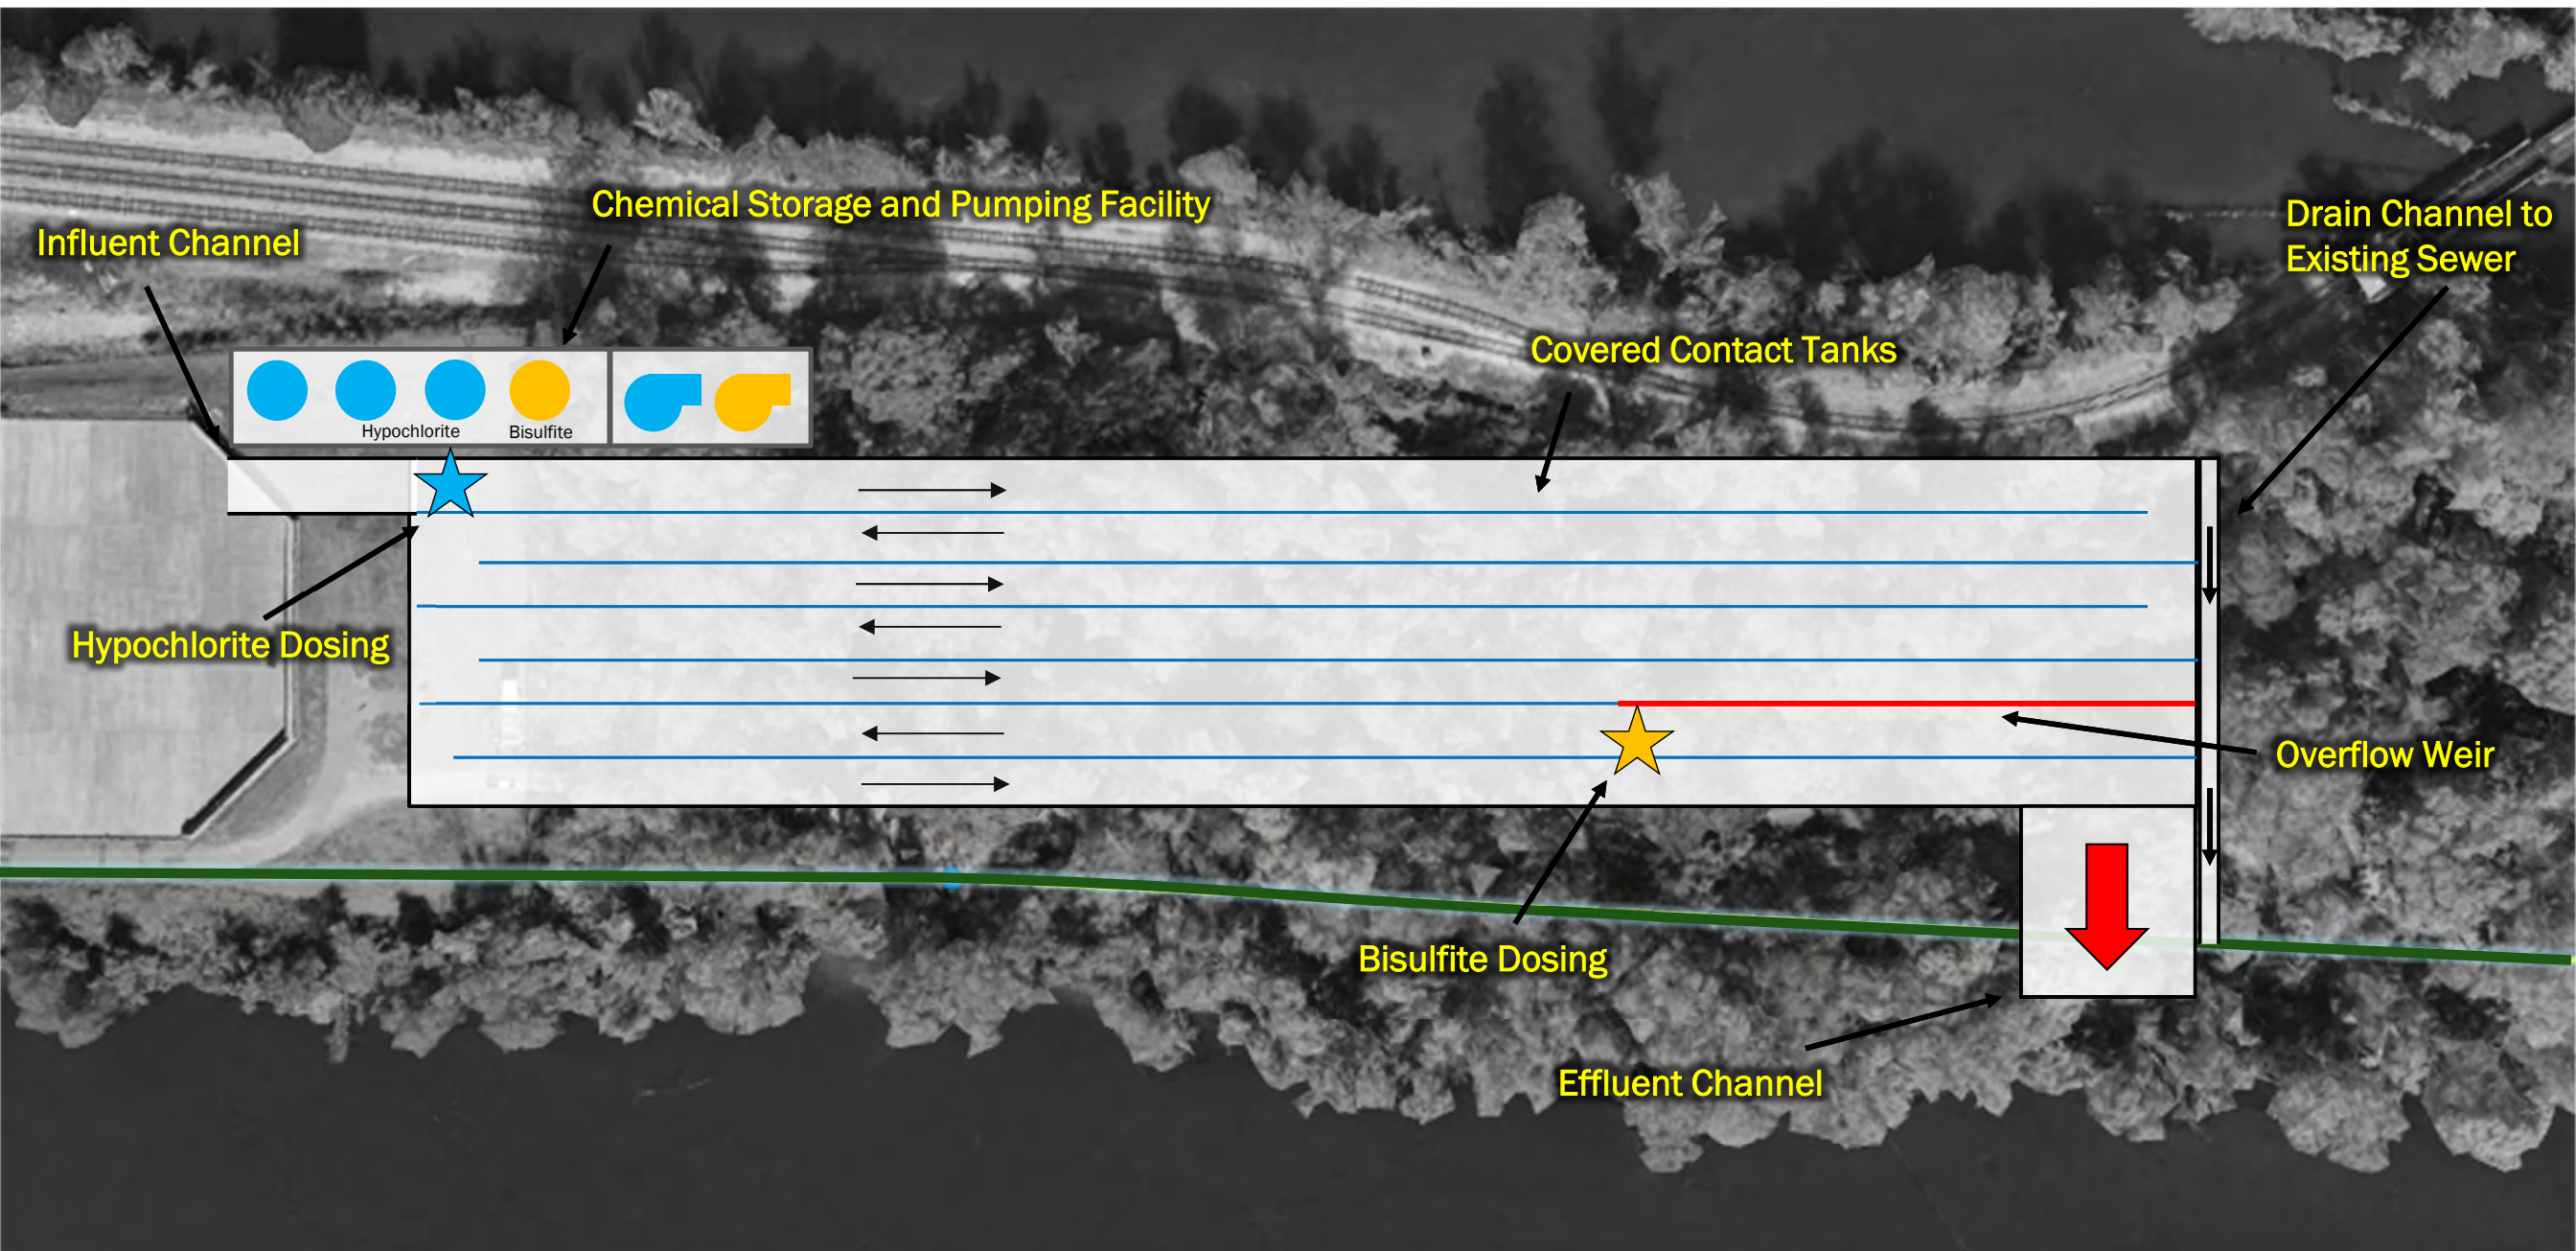 Chemical Storage and Pumping Facility
Influent Channel
Drain Channel to
Existing Sewer
Covered Contact Tanks
Hypochlorite
Bisulfite
Hypochlorite Dosing
Overflow Weir
Bisulfite Dosing
Effluent Channel